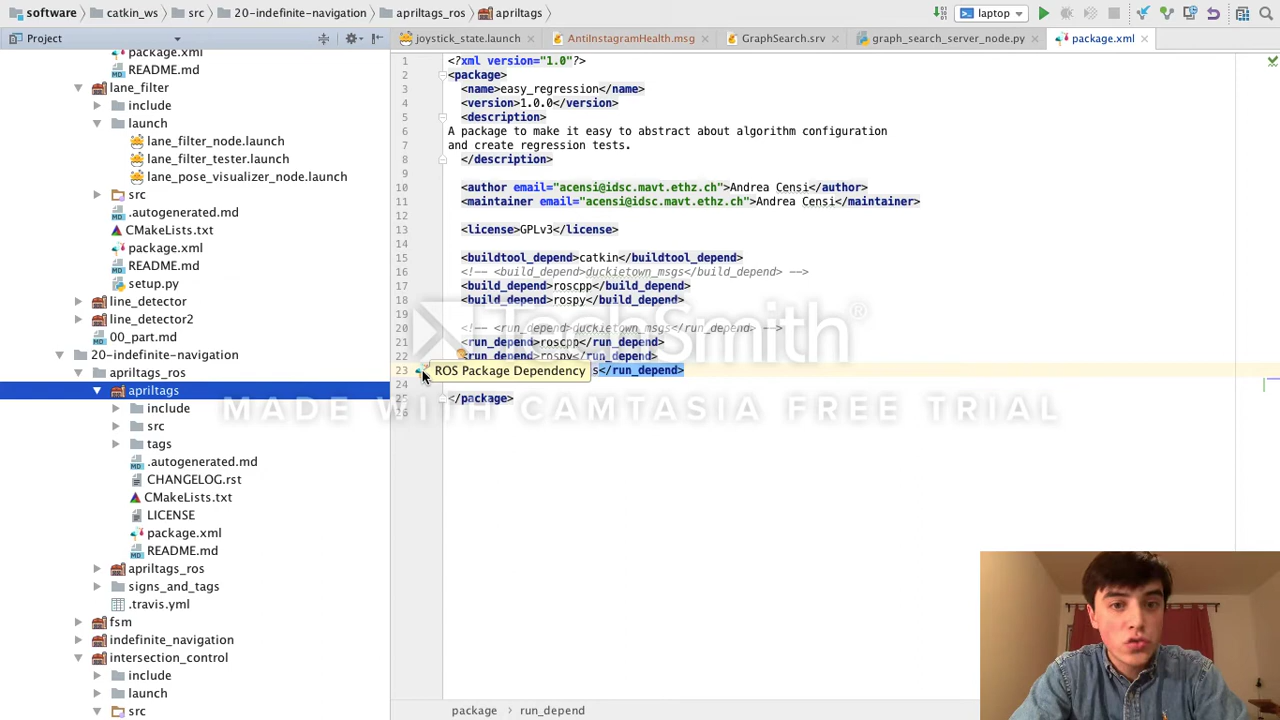 software catkin_ws src 20-indefinite-navigation apriltags_ros apriltags laptop
Project
joystick_state.launch AntiInstagramHealth.msg GraphSearch.srv graph_search_server_node.py package.xml
package.xml
README.md
lane_filter
include
launch
lane_filter_node.launch
lane_filter_tester.launch
lane_pose_visualizer_node.launch
src
.autogenerated.md
CMakeLists.txt
package.xml
README.md
setup.py
line_detector
line_detector2
00_part.md
20-indefinite-navigation
apriltags_ros
apriltags
include
src
tags
.autogenerated.md
CHANGELOG.rst
CMakeLists.txt
LICENSE
package.xml
README.md
apriltags_ros
signs_and_tags
.travis.yml
fsm
indefinite_navigation
intersection_control
include
launch
src
1 <?xml version="1.0"?>
2 <package>
3 <name>easy_regression</name>
4 <version>1.0.0</version>
5 <description>
6 A package to make it easy to abstract about algorithm configuration
7 and create regression tests.
8 </description>
9
10 <author email="acensi@idsc.mavt.ethz.ch">Andrea Censi</author>
11 <maintainer email="acensi@idsc.mavt.ethz.ch">Andrea Censi</maintainer>
12
13 <license>GPLv3</license>
14
15 <buildtool_depend>catkin</buildtool_depend>
16 <!-- <build_depend>duckietown_msgs</build_depend> -->
17 <build_depend>roscpp</build_depend>
18 <build_depend>rospy</build_depend>
19
20 <!-- <run_depend>duckietown_msgs</run_depend> -->
21 <run_depend>roscpp</run_depend>
22 <run_depend>rospy</run_depend>
23 s</run_depend>
24
25 </package>
26
ROS Package Dependency
TechSmith®
MADE WITH CAMTASIA FREE TRIAL
package run_depend